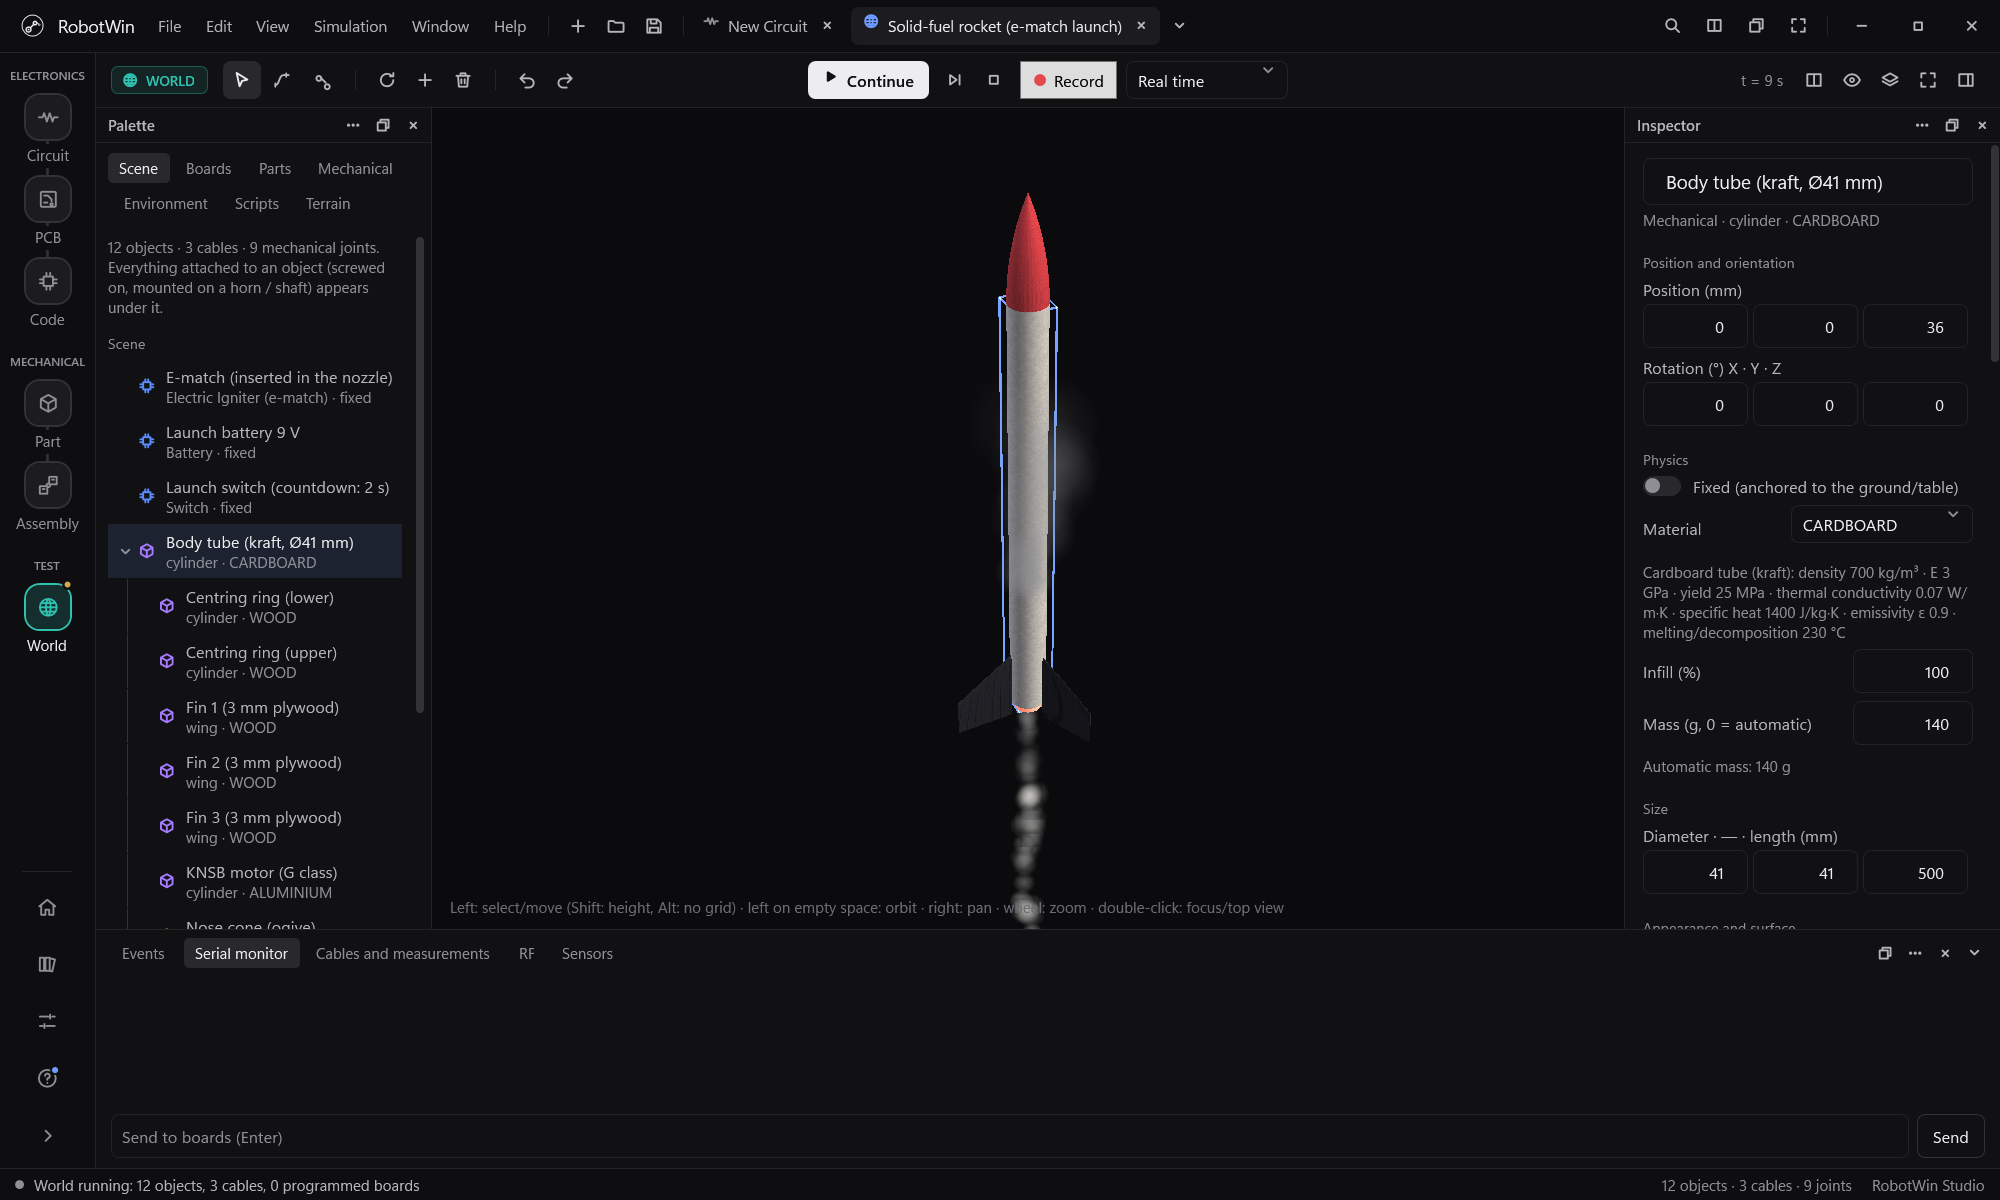 RobotWin File Edit View Simulation Window Help New Circuit Solid-fuel rocket (e-match launch)
WORLD Continue Record Real time t = 9 s
ELECTRONICS
Circuit
PCB
Code
MECHANICAL
Part
Assembly
TEST
World
Palette
Scene Boards Parts Mechanical
Environment Scripts Terrain
12 objects · 3 cables · 9 mechanical joints.
Everything attached to an object (screwed
on, mounted on a horn / shaft) appears
under it.
Scene
E-match (inserted in the nozzle)
Electric Igniter (e-match) · fixed
Launch battery 9 V
Battery · fixed
Launch switch (countdown: 2 s)
Switch · fixed
Body tube (kraft, Ø41 mm)
cylinder · CARDBOARD
Centring ring (lower)
cylinder · WOOD
Centring ring (upper)
cylinder · WOOD
Fin 1 (3 mm plywood)
wing · WOOD
Fin 2 (3 mm plywood)
wing · WOOD
Fin 3 (3 mm plywood)
wing · WOOD
KNSB motor (G class)
cylinder · ALUMINIUM
Nose cone (ogive)
Left: select/move (Shift: height, Alt: no grid) · left on empty space: orbit · right: pan · wheel: zoom · double-click: focus/top view
Inspector
Body tube (kraft, Ø41 mm)
Mechanical · cylinder · CARDBOARD
Position and orientation
Position (mm)
0 0 36
Rotation (°) X · Y · Z
0 0 0
Physics
Fixed (anchored to the ground/table)
Material CARDBOARD
Cardboard tube (kraft): density 700 kg/m³ · E 3
GPa · yield 25 MPa · thermal conductivity 0.07 W/
m·K · specific heat 1400 J/kg·K · emissivity ε 0.9 ·
melting/decomposition 230 °C
Infill (%) 100
Mass (g, 0 = automatic) 140
Automatic mass: 140 g
Size
Diameter · — · length (mm)
41 41 500
Appearance and surface
Events Serial monitor Cables and measurements RF Sensors
Send to boards (Enter) Send
World running: 12 objects, 3 cables, 0 programmed boards 12 objects · 3 cables · 9 joints RobotWin Studio